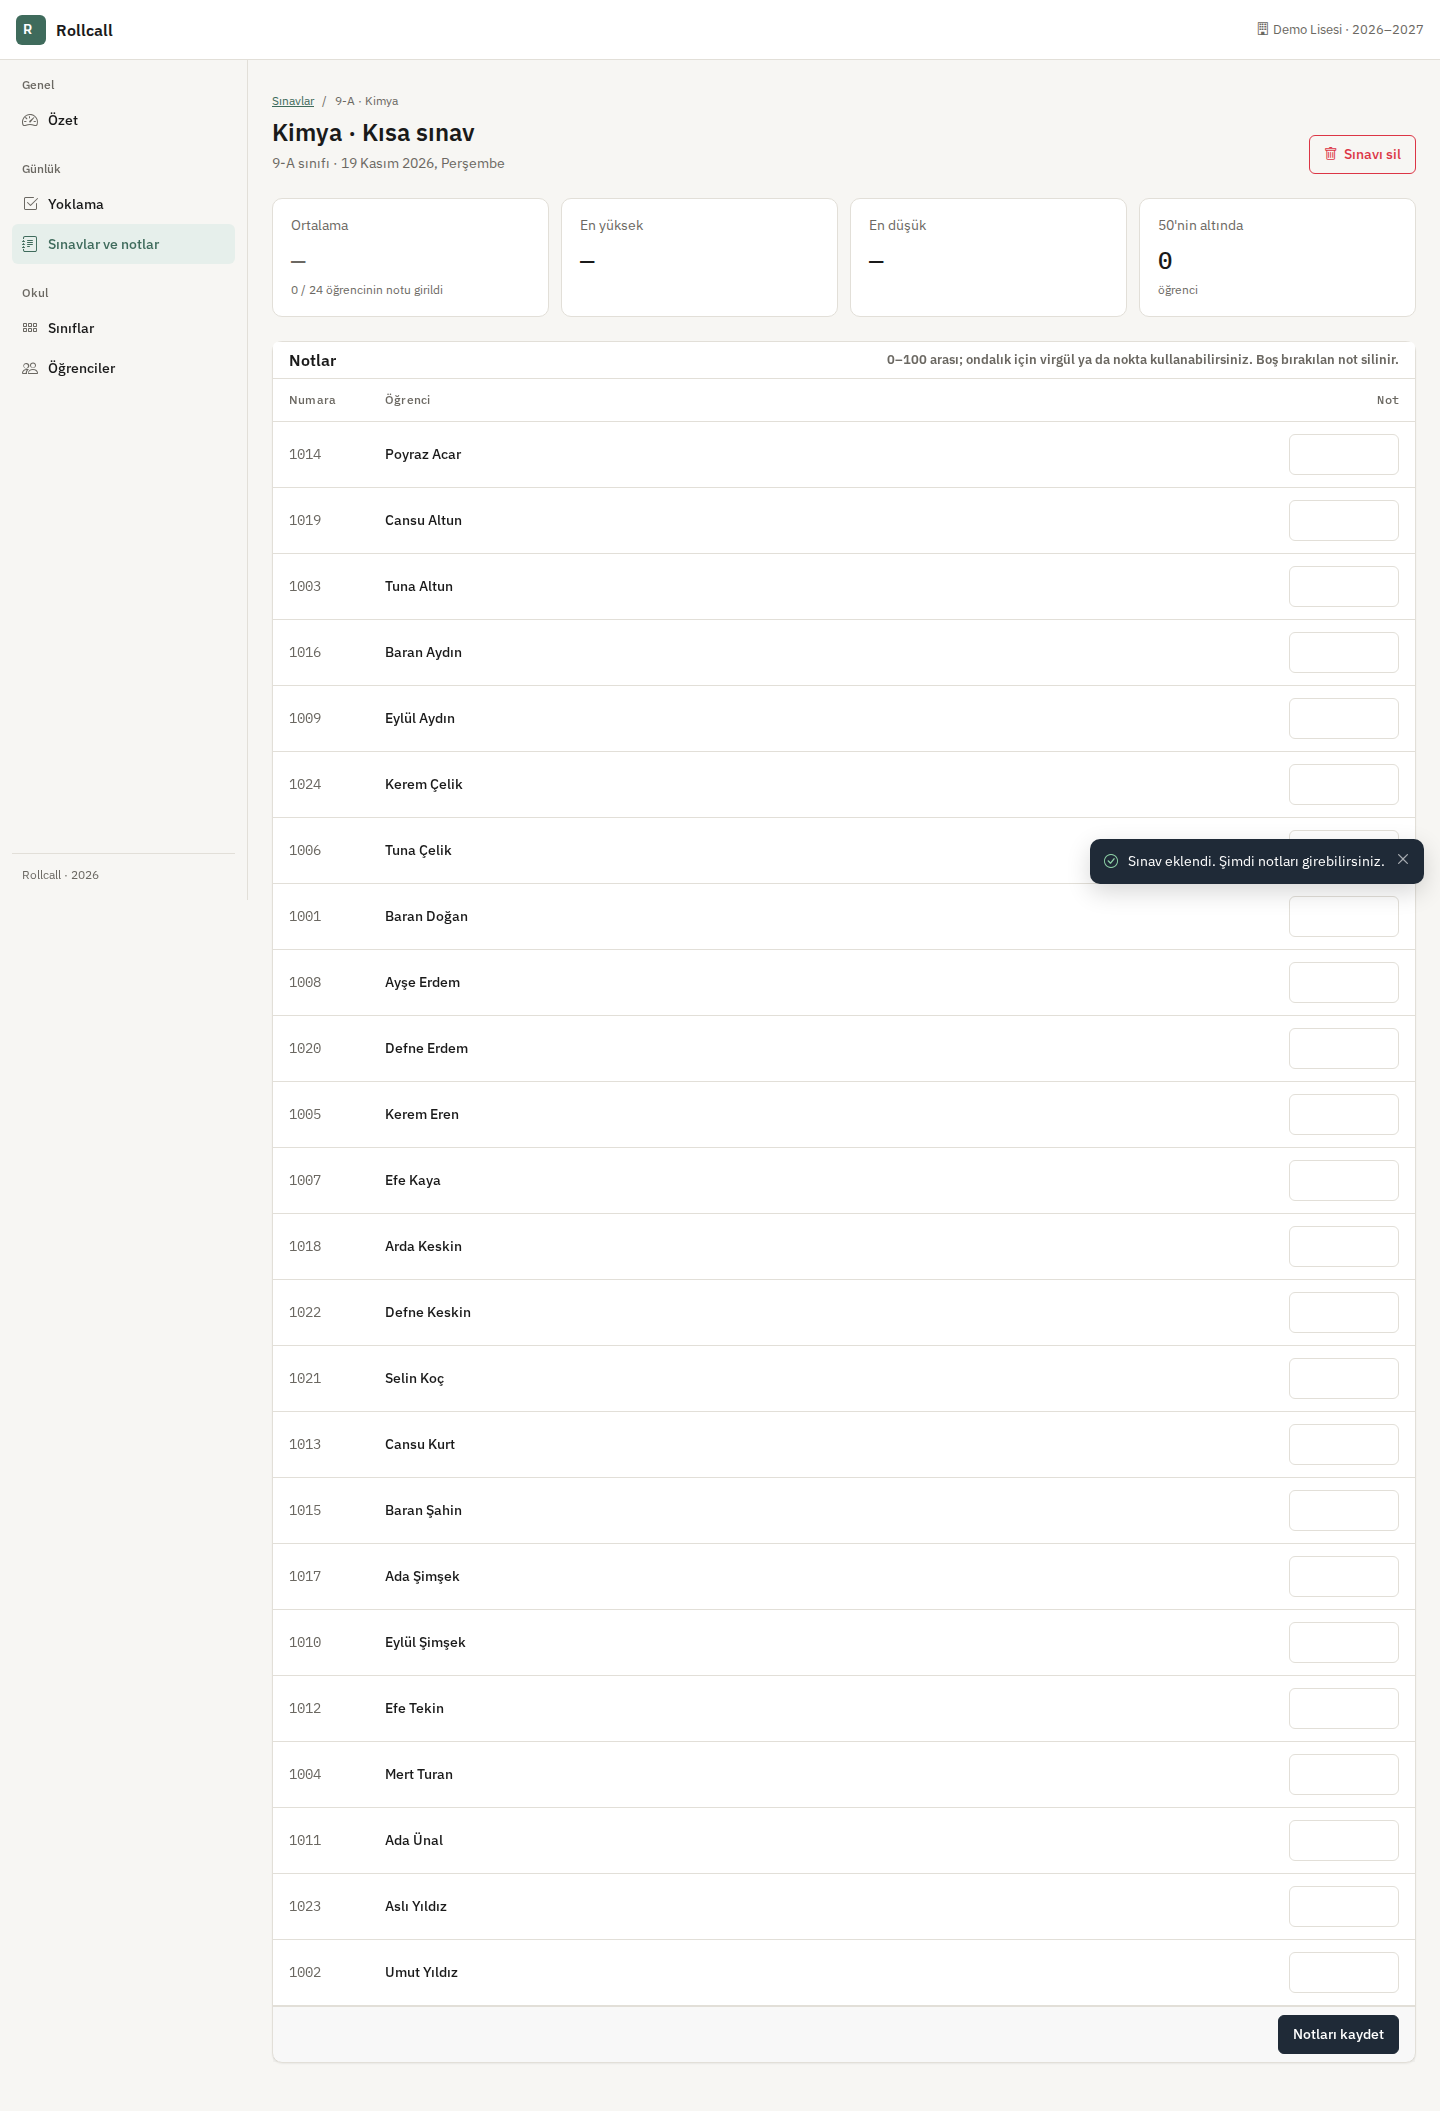 R Rollcall
Demo Lisesi · 2026–2027
Genel
Özet
Günlük
Yoklama
Sınavlar ve notlar
Okul
Sınıflar
Öğrenciler
Rollcall · 2026
Sınavlar / 9-A · Kimya
Kimya · Kısa sınav
9-A sınıfı · 19 Kasım 2026, Perşembe
Sınavı sil
Ortalama
—
0 / 24 öğrencinin notu girildi
En yüksek
—
En düşük
—
50'nin altında
0
öğrenci
Notlar
0–100 arası; ondalık için virgül ya da nokta kullanabilirsiniz. Boş bırakılan not silinir.
Numara Öğrenci Not
1014 Poyraz Acar
1019 Cansu Altun
1003 Tuna Altun
1016 Baran Aydın
1009 Eylül Aydın
1024 Kerem Çelik
1006 Tuna Çelik
Sınav eklendi. Şimdi notları girebilirsiniz.
1001 Baran Doğan
1008 Ayşe Erdem
1020 Defne Erdem
1005 Kerem Eren
1007 Efe Kaya
1018 Arda Keskin
1022 Defne Keskin
1021 Selin Koç
1013 Cansu Kurt
1015 Baran Şahin
1017 Ada Şimşek
1010 Eylül Şimşek
1012 Efe Tekin
1004 Mert Turan
1011 Ada Ünal
1023 Aslı Yıldız
1002 Umut Yıldız
Notları kaydet